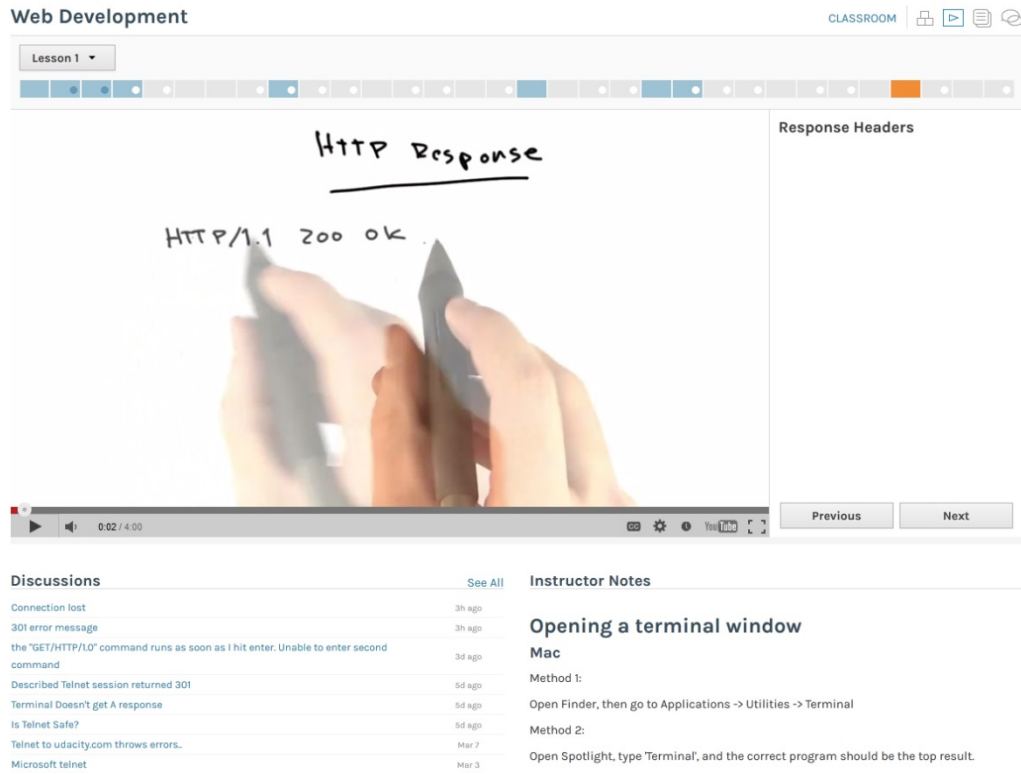 Web Development
CLASSROOM
Lesson 1
HTTP Response
HTTP/1.1 200 OK
Response Headers
0:02 / 4:00
CC
YouTube
Previous
Next
Discussions
See All
Connection lost
3h ago
301 error message
3h ago
the "GET/HTTP/1.0" command runs as soon as I hit enter. Unable to enter second
command
3d ago
Described Telnet session returned 301
5d ago
Terminal Doesn't get A response
5d ago
Is Telnet Safe?
5d ago
Telnet to udacity.com throws errors..
Mar 7
Microsoft telnet
Mar 3
Instructor Notes
Opening a terminal window
Mac
Method 1:
Open Finder, then go to Applications -> Utilities -> Terminal
Method 2:
Open Spotlight, type 'Terminal', and the correct program should be the top result.